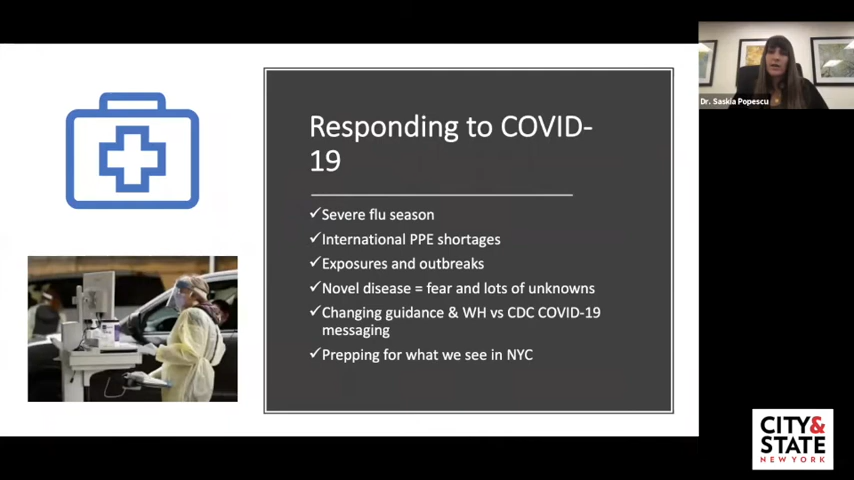 Responding to COVID-
19
✓Severe flu season
✓International PPE shortages
✓Exposures and outbreaks
✓Novel disease = fear and lots of unknowns
✓Changing guidance & WH vs CDC COVID-19
messaging
✓Prepping for what we see in NYC
Dr. Saskia Popescu
CITY&
STATE
NEW YORK